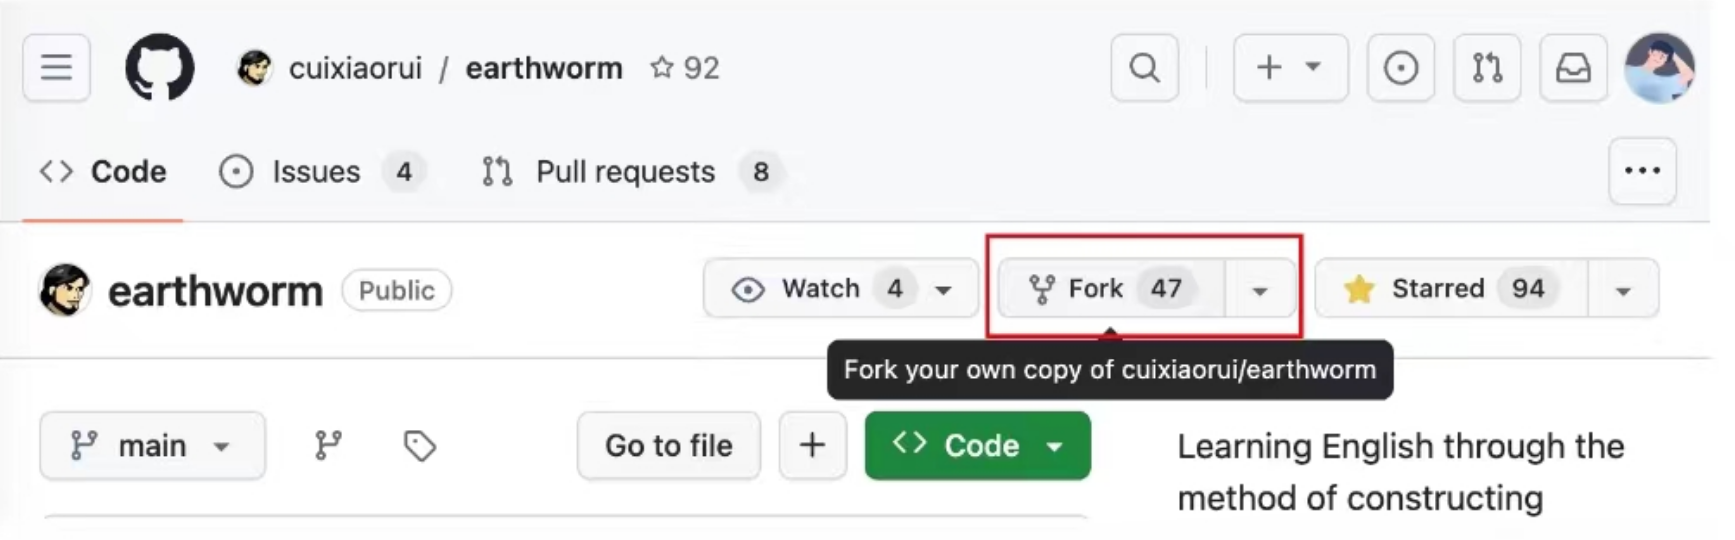 cuixiaorui / earthworm 92
Code Issues 4 Pull requests 8
earthworm Public Watch 4 Fork 47 Starred 94
Fork your own copy of cuixiaorui/earthworm
main Go to file Code
Learning English through the
method of constructing